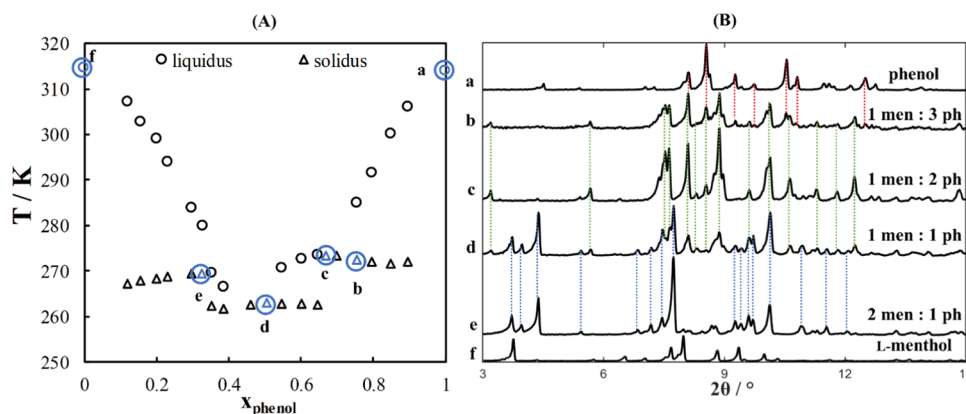 (A)
320
310
300
290
280
270
260
250
T / K
f
liquidus
solidus
a
e
d
c
b
0
0.2
0.4
0.6
0.8
1
x_phenol
(B)
a
phenol
b
1 men : 3 ph
c
1 men : 2 ph
d
1 men : 1 ph
e
2 men : 1 ph
f
L-menthol
3
6
9
12
15
2θ / °